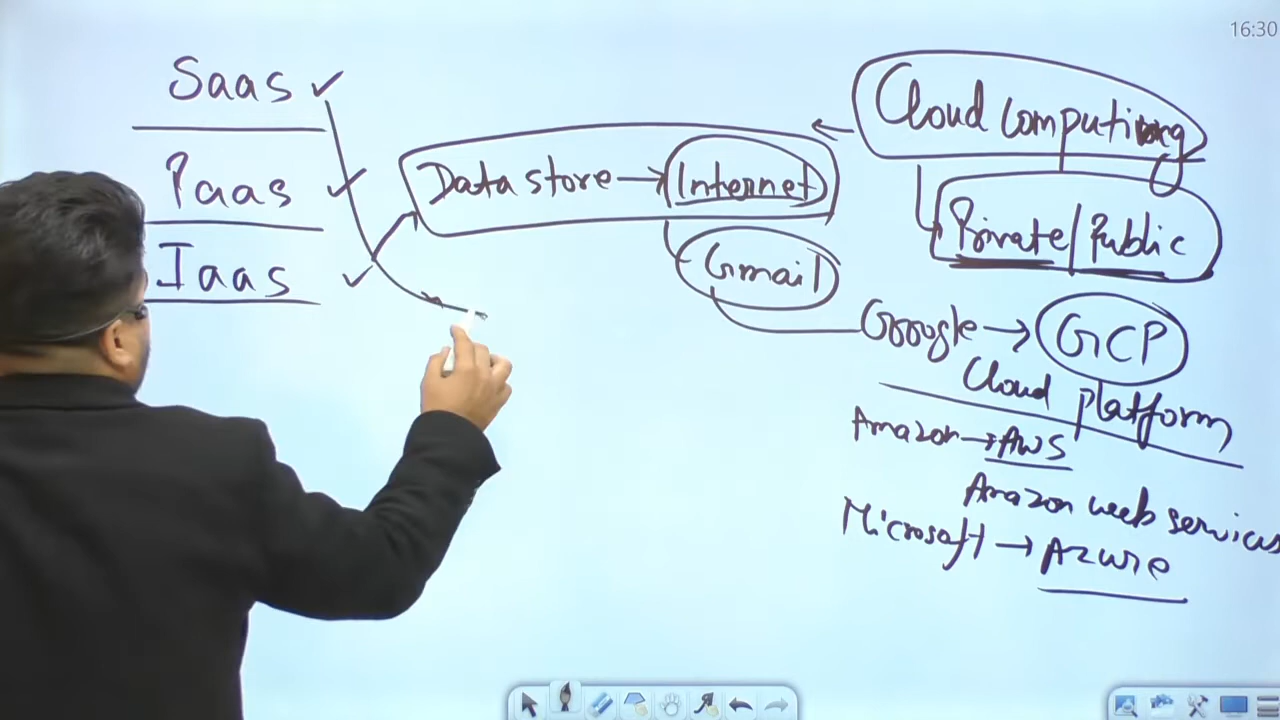 16:30
Saas
Paas
Iaas
Data store → Internet
Gmail
Cloud computing
Private/Public
Google → GCP
Cloud platform
Amazon → AWS
Amazon web services
Microsoft → Azure